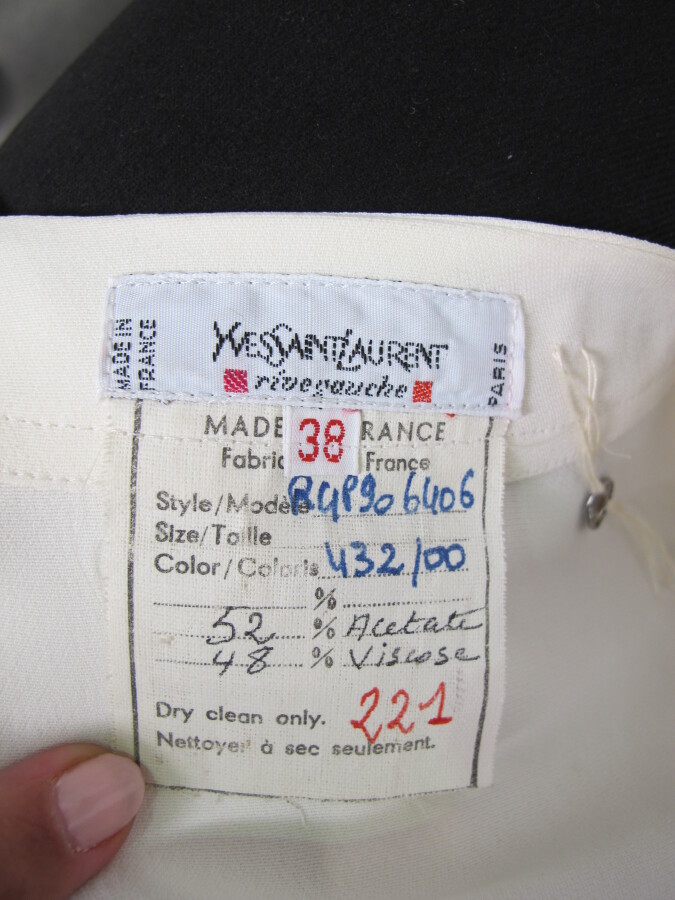 MADE IN FRANCE
YVES SAINT LAURENT
rive gauche
PARIS
MADE 38 RANCE
Fabric France
Style/Modèle
Size/Taille
Color/Coloris 432/00
%
52 % Acetate
48 % Viscose
Dry clean only. 221
Nettoyer à sec seulement.